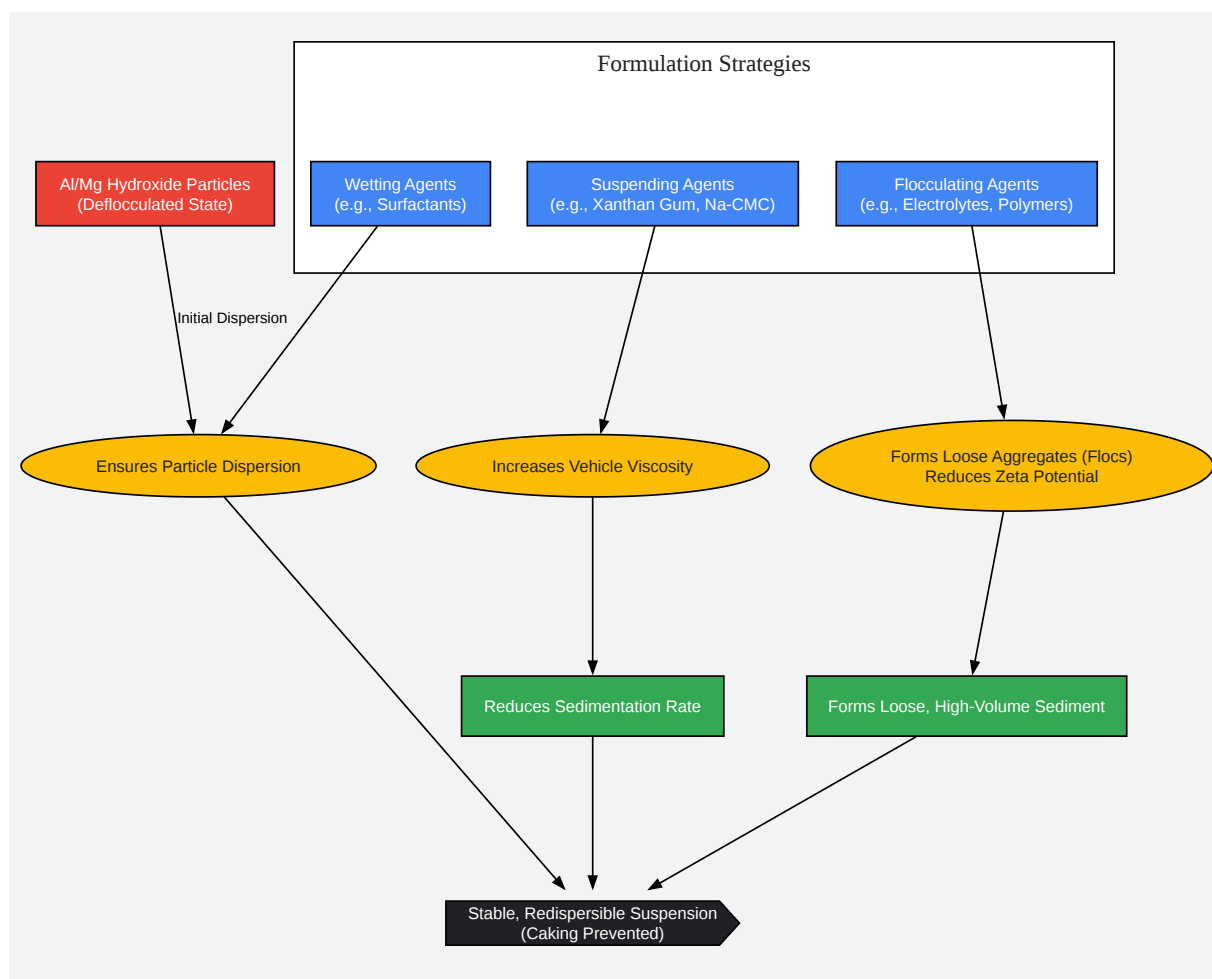 Formulation Strategies
Al/Mg Hydroxide Particles
(Deflocculated State)
Wetting Agents
(e.g., Surfactants)
Suspending Agents
(e.g., Xanthan Gum, Na-CMC)
Flocculating Agents
(e.g., Electrolytes, Polymers)
Initial Dispersion
Ensures Particle Dispersion
Increases Vehicle Viscosity
Forms Loose Aggregates (Flocs)
Reduces Zeta Potential
Reduces Sedimentation Rate
Forms Loose, High-Volume Sediment
Stable, Redispersible Suspension
(Caking Prevented)